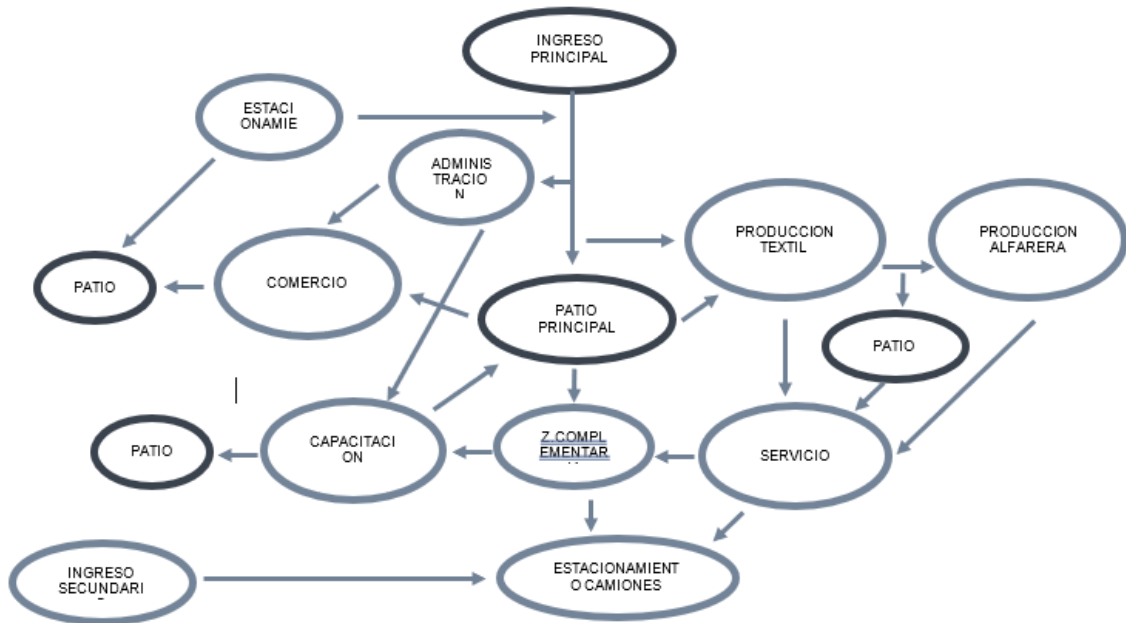 INGRESO
PRINCIPAL
ESTACI
ONAMIE
ADMINIS
TRACIO
N
PRODUCCION
TEXTIL
PRODUCCION
ALFARERA
PATIO
COMERCIO
PATIO
PRINCIPAL
PATIO
PATIO
CAPACITACI
ON
Z.COMPL
EMENTAR
SERVICIO
INGRESO
SECUNDARI
ESTACIONAMIENT
O CAMIONES